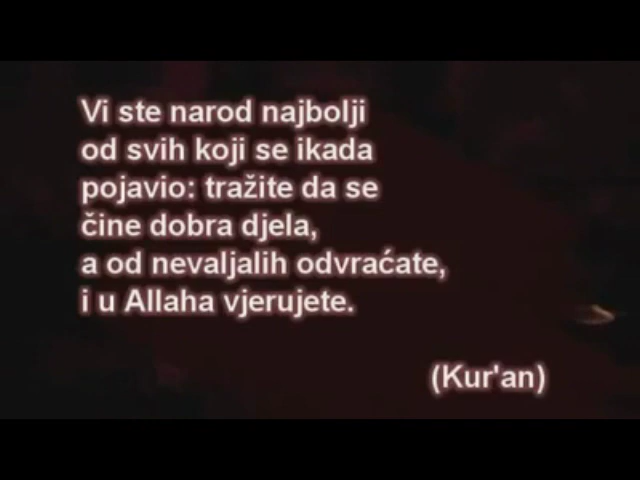 Vi ste narod najbolji
od svih koji se ikada
pojavio: tražite da se
čine dobra djela,
a od nevaljalih odvraćate,
i u Allaha vjerujete.
(Kur'an)